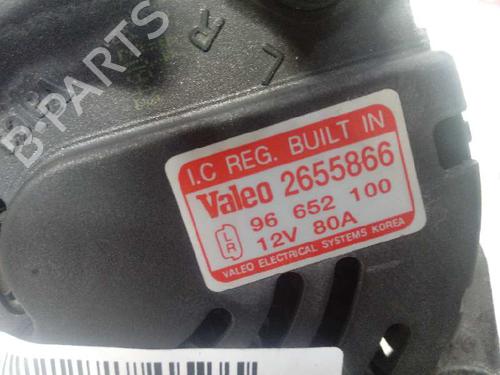 B-PARTS
L R
I.C REG. BUILT IN
Valeo 2655866
L R
96 652 100
12V 80A
VALEO ELECTRICAL SYSTEMS KOREA